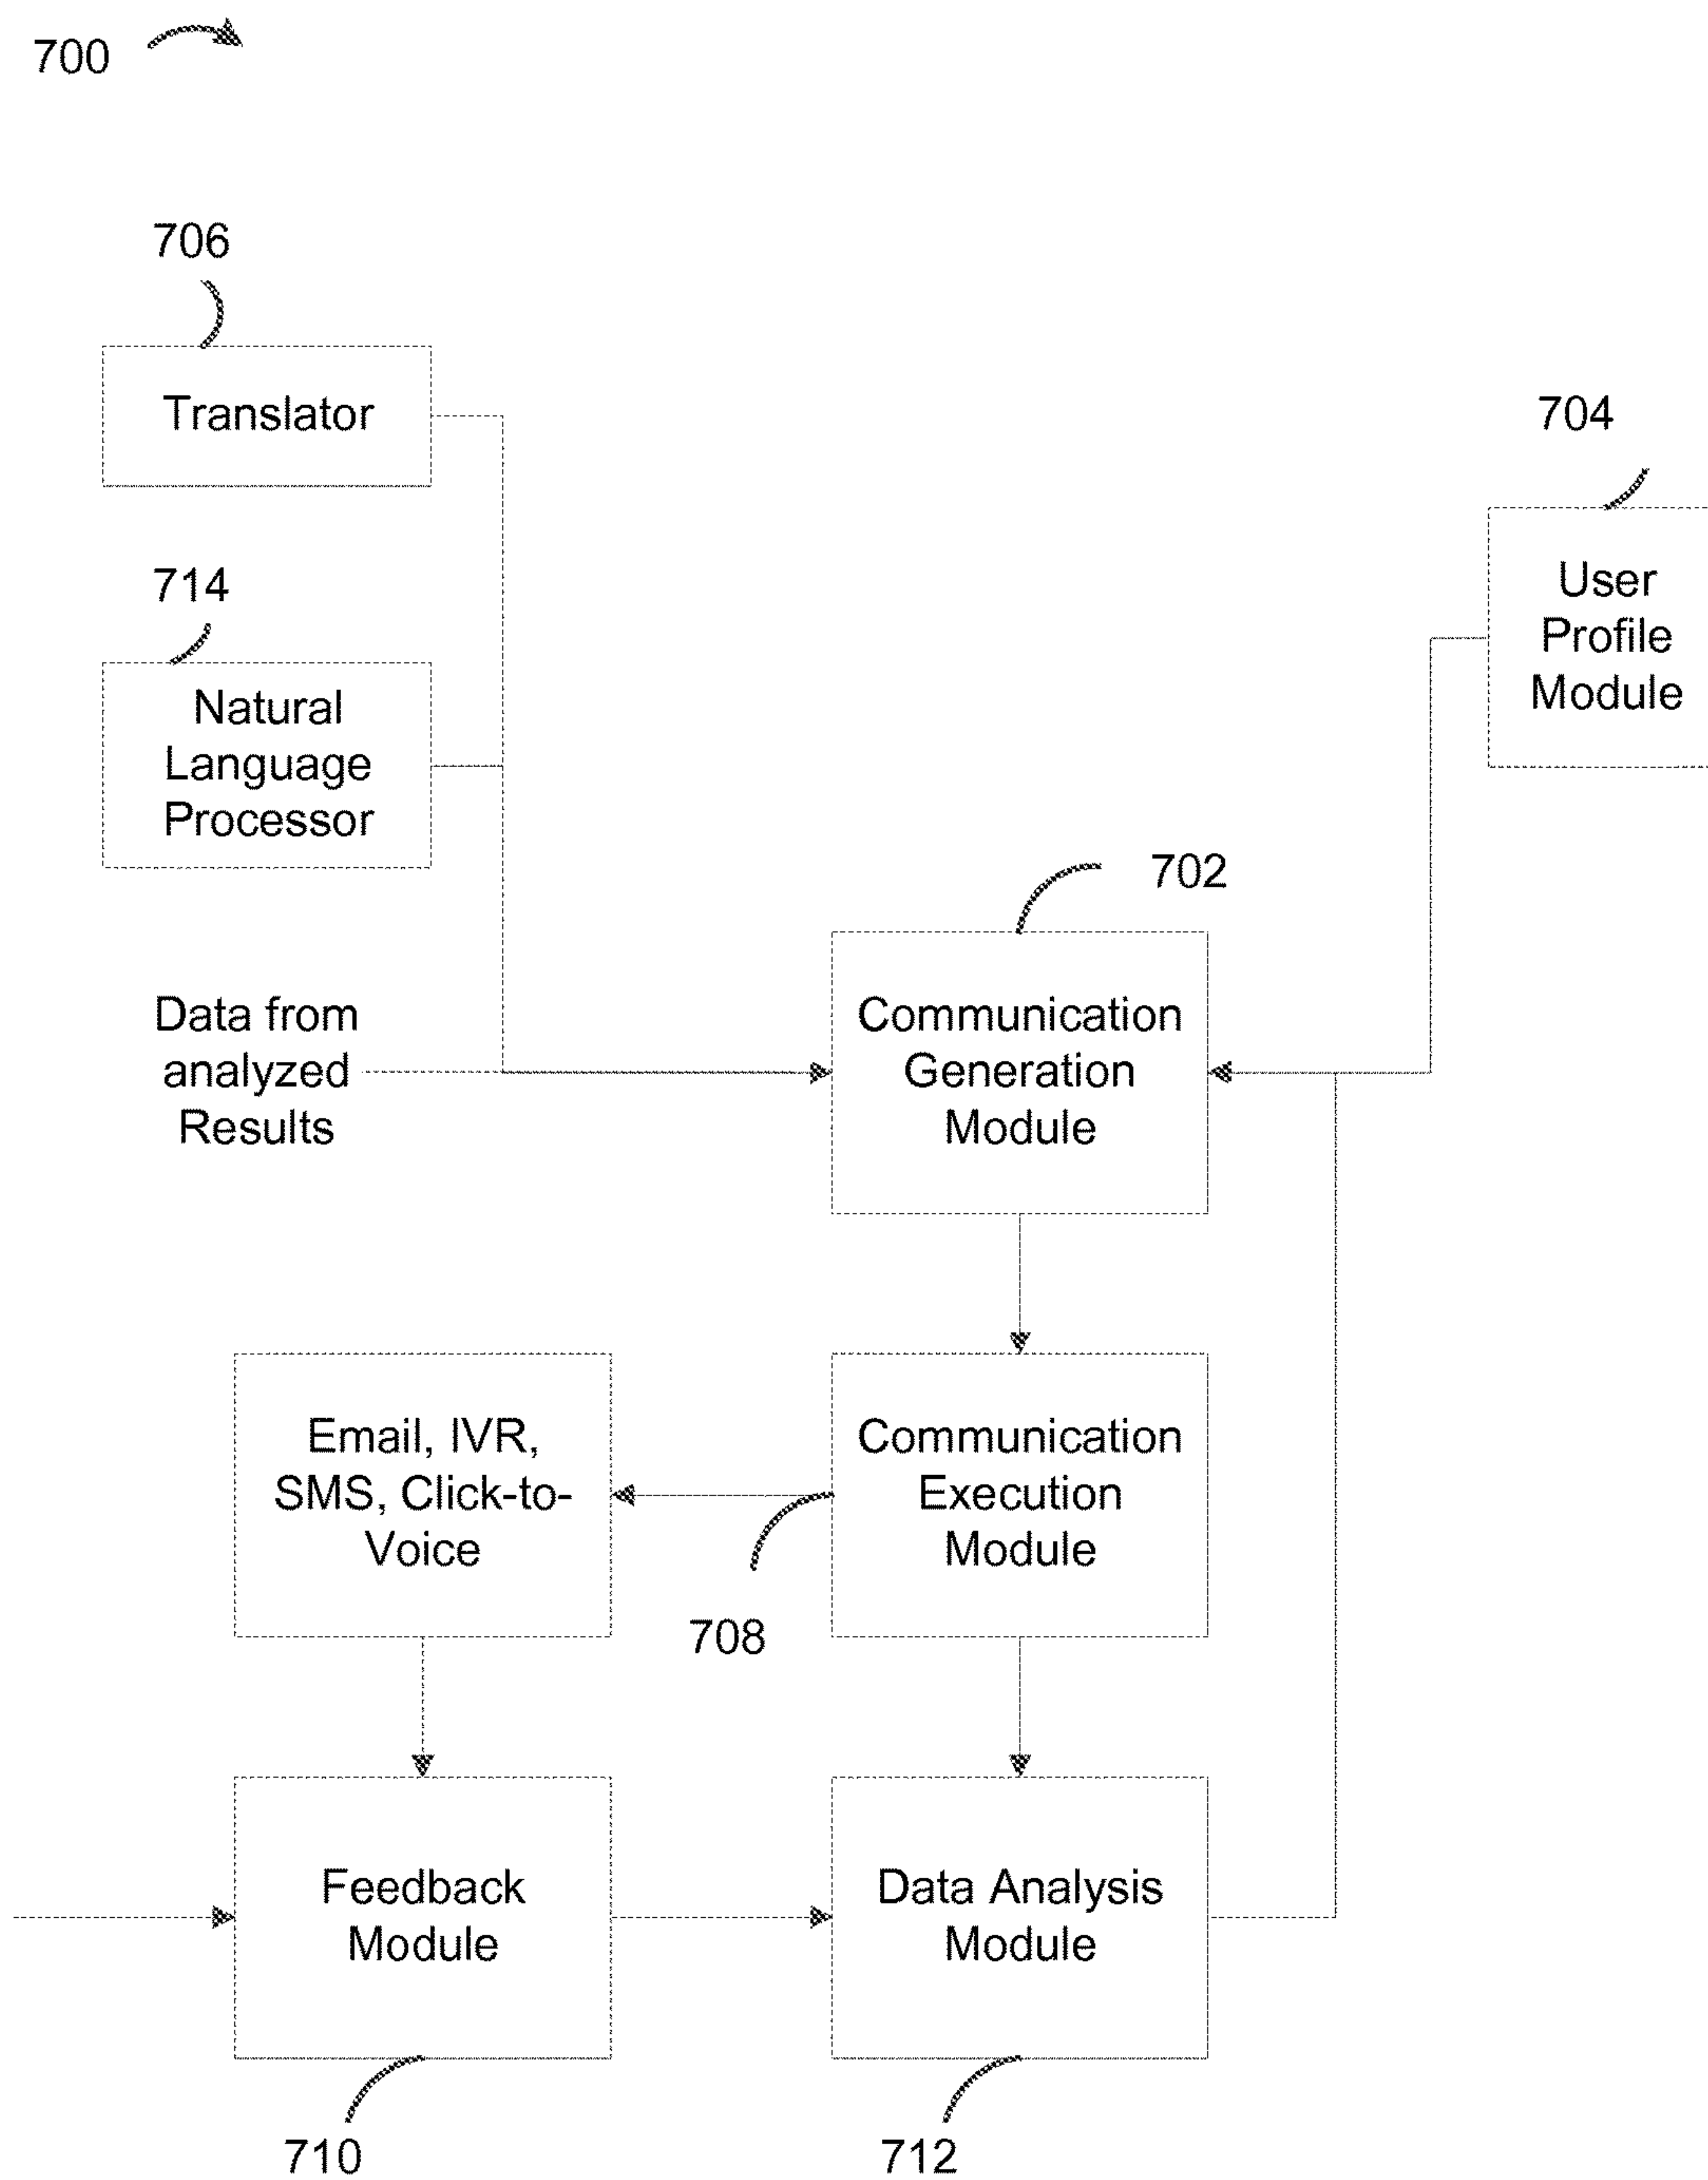 700
706
Translator
704
User
Profile
Module
714
Natural
Language
Processor
702
Data from
analyzed
Results
Communication
Generation
Module
Email, IVR,
SMS, Click-to-
Voice
Communication
Execution
Module
708
Feedback
Module
Data Analysis
Module
710
712